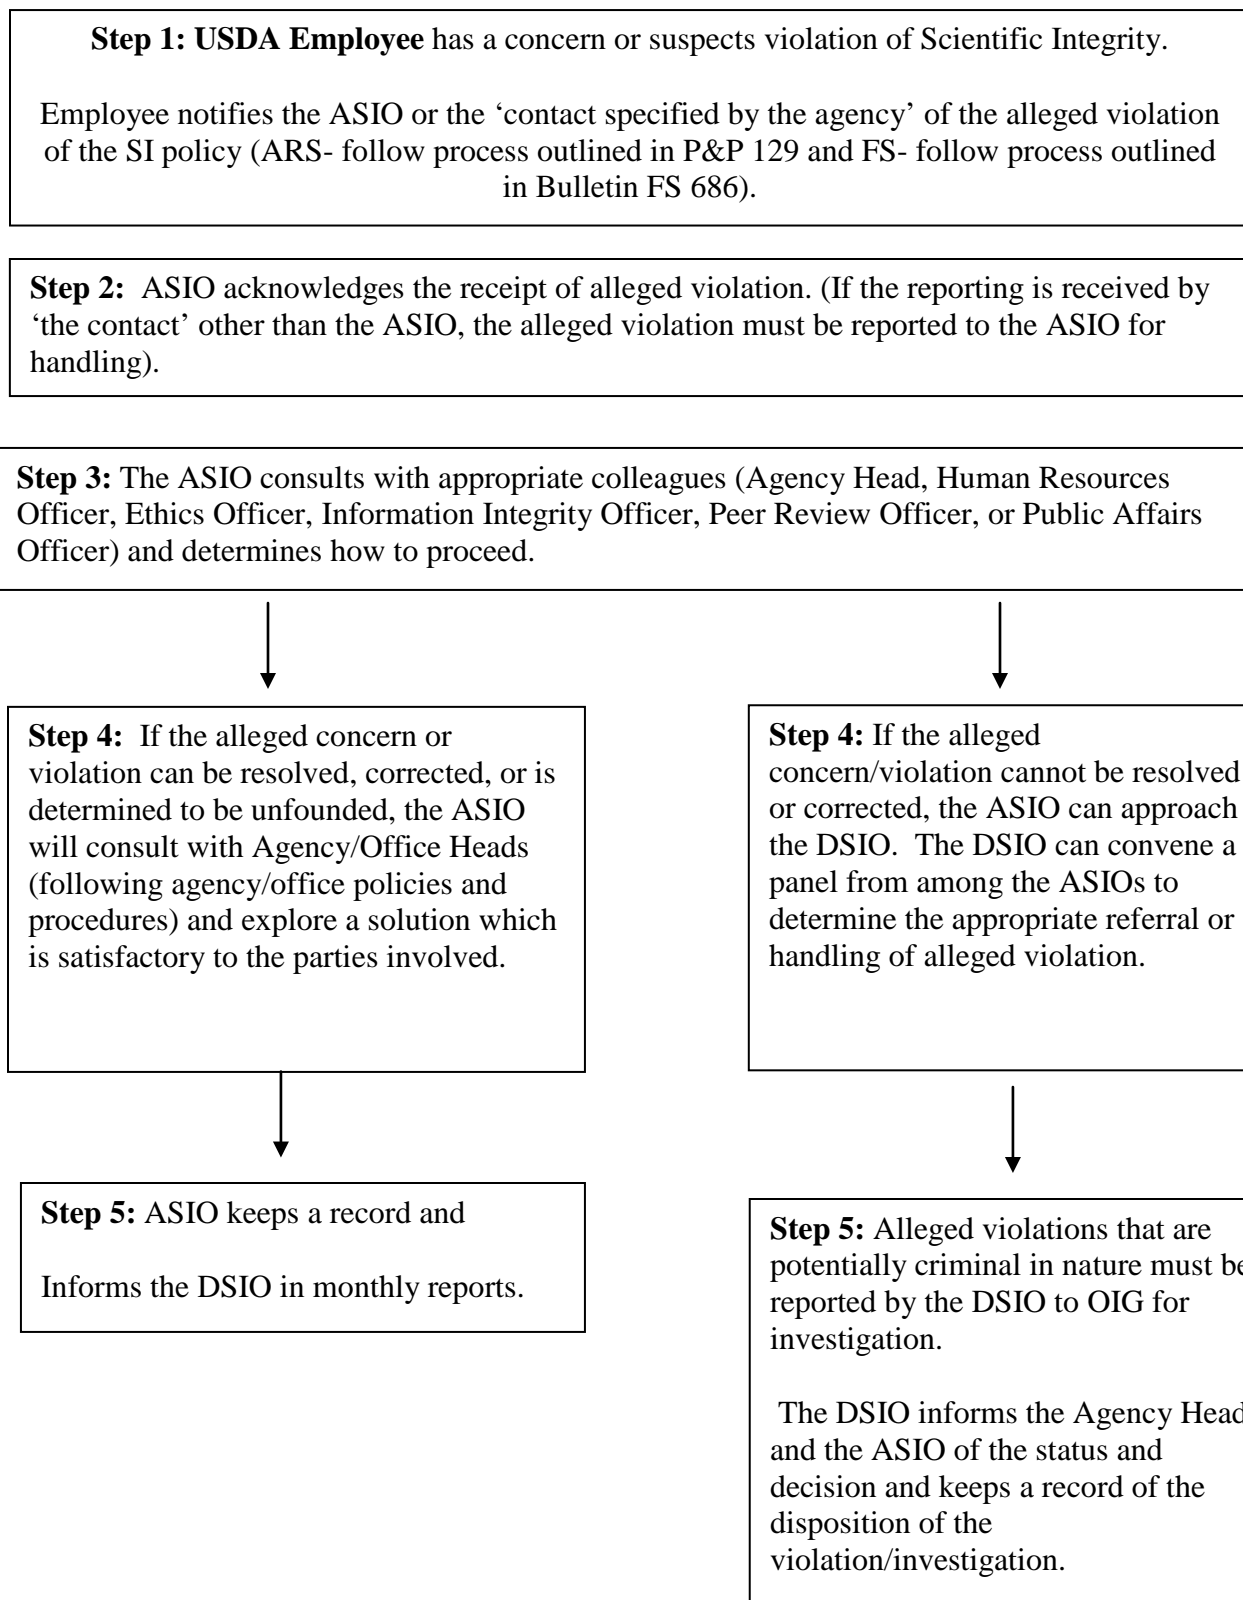 Step 1: USDA Employee has a concern or suspects violation of Scientific Integrity.
Employee notifies the ASIO or the ‘contact specified by the agency’ of the alleged violation
of the SI policy (ARS- follow process outlined in P&P 129 and FS- follow process outlined
in Bulletin FS 686).
Step 2:  ASIO acknowledges the receipt of alleged violation. (If the reporting is received by
‘the contact’ other than the ASIO, the alleged violation must be reported to the ASIO for
handling).
Step 3: The ASIO consults with appropriate colleagues (Agency Head, Human Resources
Officer, Ethics Officer, Information Integrity Officer, Peer Review Officer, or Public Affairs
Officer) and determines how to proceed.
Step 4:  If the alleged concern or
violation can be resolved, corrected, or is
determined to be unfounded, the ASIO
will consult with Agency/Office Heads
(following agency/office policies and
procedures) and explore a solution which
is satisfactory to the parties involved.
Step 4: If the alleged
concern/violation cannot be resolved
or corrected, the ASIO can approach
the DSIO.  The DSIO can convene a
panel from among the ASIOs to
determine the appropriate referral or
handling of alleged violation.
Step 5: ASIO keeps a record and
Informs the DSIO in monthly reports.
Step 5: Alleged violations that are
potentially criminal in nature must be
reported by the DSIO to OIG for
investigation.
The DSIO informs the Agency Head
and the ASIO of the status and
decision and keeps a record of the
disposition of the
violation/investigation.